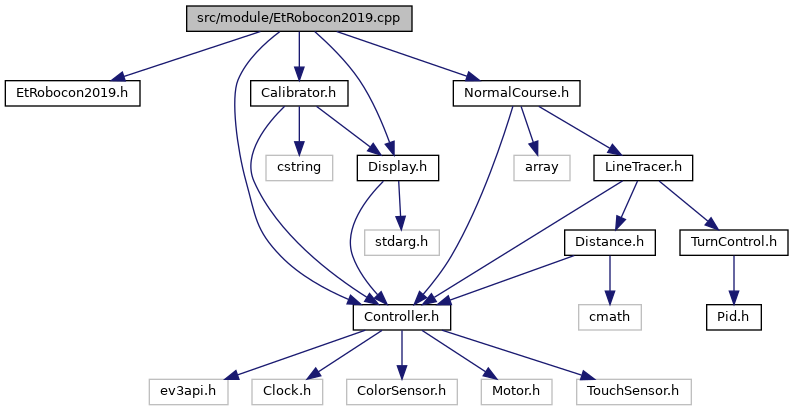 src/module/EtRobocon2019.cpp
EtRobocon2019.h
Calibrator.h
NormalCourse.h
cstring
Display.h
array
LineTracer.h
stdarg.h
Distance.h
TurnControl.h
Controller.h
cmath
Pid.h
ev3api.h
Clock.h
ColorSensor.h
Motor.h
TouchSensor.h